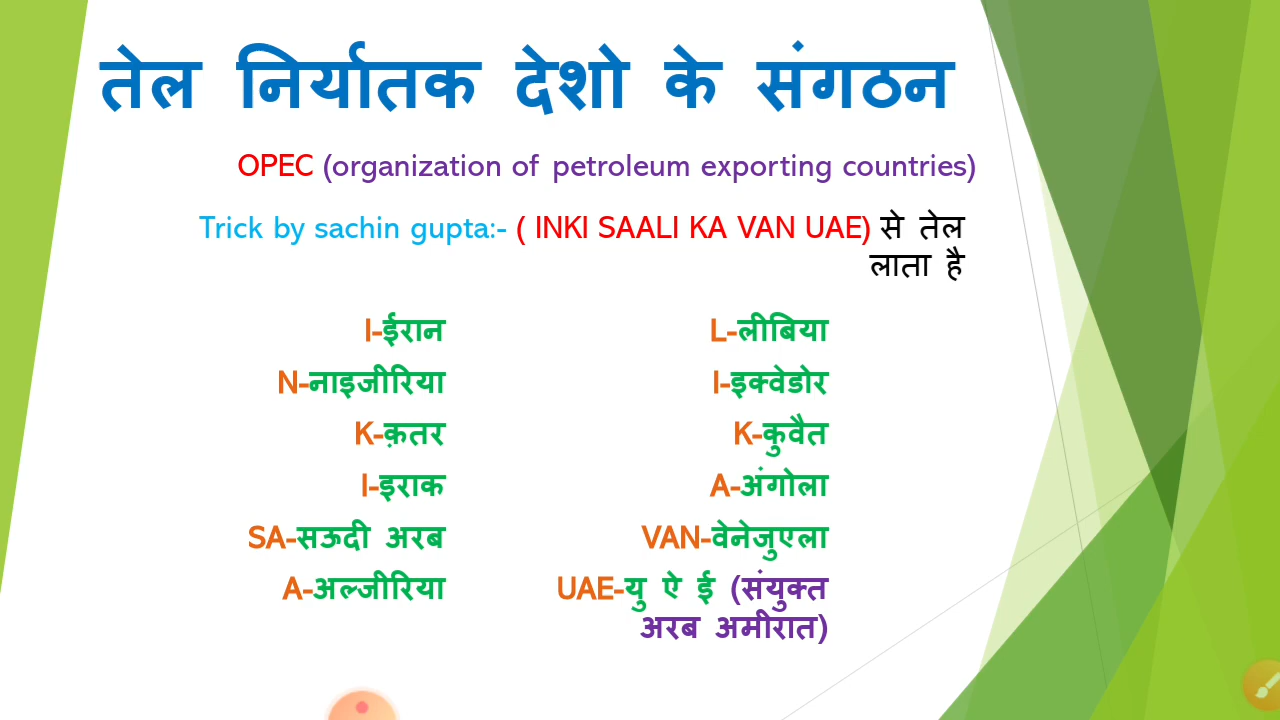 तेल निर्यातक देशो के संगठन
OPEC (organization of petroleum exporting countries)
Trick by sachin gupta:- ( INKI SAALI KA VAN UAE) से तेल
लाता है
I-ईरान
N-नाइजीरिया
K-क़तर
I-इराक
SA-सऊदी अरब
A-अल्जीरिया
L-लीबिया
I-इक्वेडोर
K-कुवैत
A-अंगोला
VAN-वेनेजुएला
UAE-यु ऐ ई (संयुक्त
अरब अमीरात)